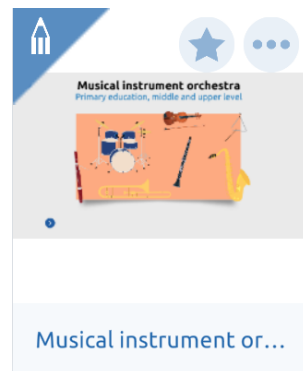 Musical instrument orchestra
Primary education, middle and upper level
Musical instrument or...